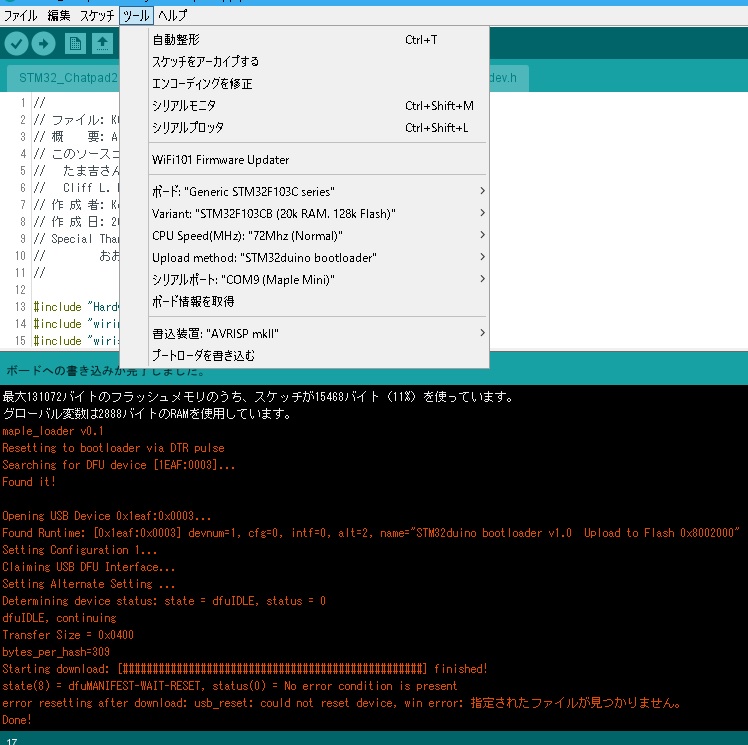 ファイル 編集 スケッチ ツール ヘルプ
自動整形 Ctrl+T
スケッチをアーカイブする
エンコーディングを修正
シリアルモニタ Ctrl+Shift+M
シリアルプロッタ Ctrl+Shift+L
WiFi101 Firmware Updater
ボード: "Generic STM32F103C series"
Variant: "STM32F103CB (20k RAM. 128k Flash)"
CPU Speed(MHz): "72Mhz (Normal)"
Upload method: "STM32duino bootloader"
シリアルポート: "COM9 (Maple Mini)"
ボード情報を取得
書込装置: "AVRISP mkII"
ブートローダを書き込む
STM32_Chatpad2 dev.h
1 //
2 // ファイル: K
3 // 概　　要: A
4 // このソースコ
5 //　 たま吉さん
6 //　 Cliff L.
7 // 作 成 者: K
8 // 作 成 日: 20
9 // Special Than
10 //　　　　おお
11 //
12
13 #include "Hard
14 #include "wiri
15 #include "wiri
ボードへの書き込みが完了しました。
最大131072バイトのフラッシュメモリのうち、スケッチが15468バイト（11%）を使っています。
グローバル変数は2888バイトのRAMを使用しています。
maple_loader v0.1
Resetting to bootloader via DTR pulse
Searching for DFU device [1EAF:0003]...
Found it!
Opening USB Device 0x1eaf:0x0003...
Found Runtime: [0x1eaf:0x0003] devnum=1, cfg=0, intf=0, alt=2, name="STM32duino bootloader v1.0  Upload to Flash 0x8002000"
Setting Configuration 1...
Claiming USB DFU Interface...
Setting Alternate Setting ...
Determining device status: state = dfuIDLE, status = 0
dfuIDLE, continuing
Transfer Size = 0x0400
bytes_per_hash=309
Starting download: [##################################################] finished!
state(8) = dfuMANIFEST-WAIT-RESET, status(0) = No error condition is present
error resetting after download: usb_reset: could not reset device, win error: 指定されたファイルが見つかりません。
Done!
17